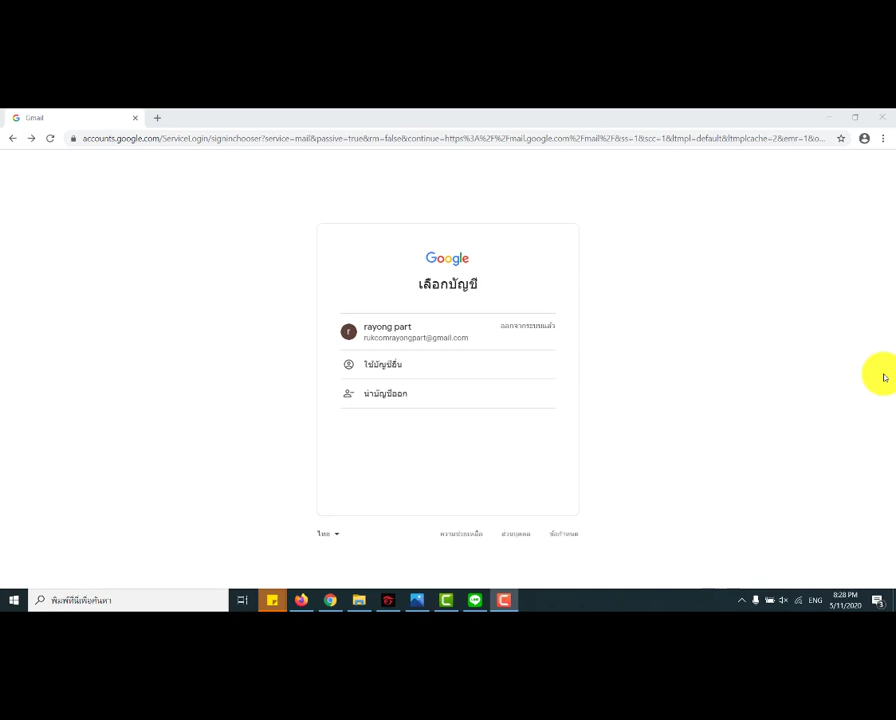 Gmail
accounts.google.com/ServiceLogin/signinchooser?service=mail&passive=true&rm=false&continue=https%3A%2F%2Fmail.google.com%2Fmail%2F&ss=1&scc=1&ltmpl=default&ltmplcache=2&emr=1&o...
Google
เลือกบัญชี
r
rayong part
ออกจากระบบแล้ว
rukcomrayongpart@gmail.com
ใช้บัญชีอื่น
นำบัญชีออก
ไทย
ความช่วยเหลือ ส่วนบุคคล ข้อกำหนด
พิมพ์ที่นี่เพื่อค้นหา
ENG
8:28 PM
5/11/2020
3